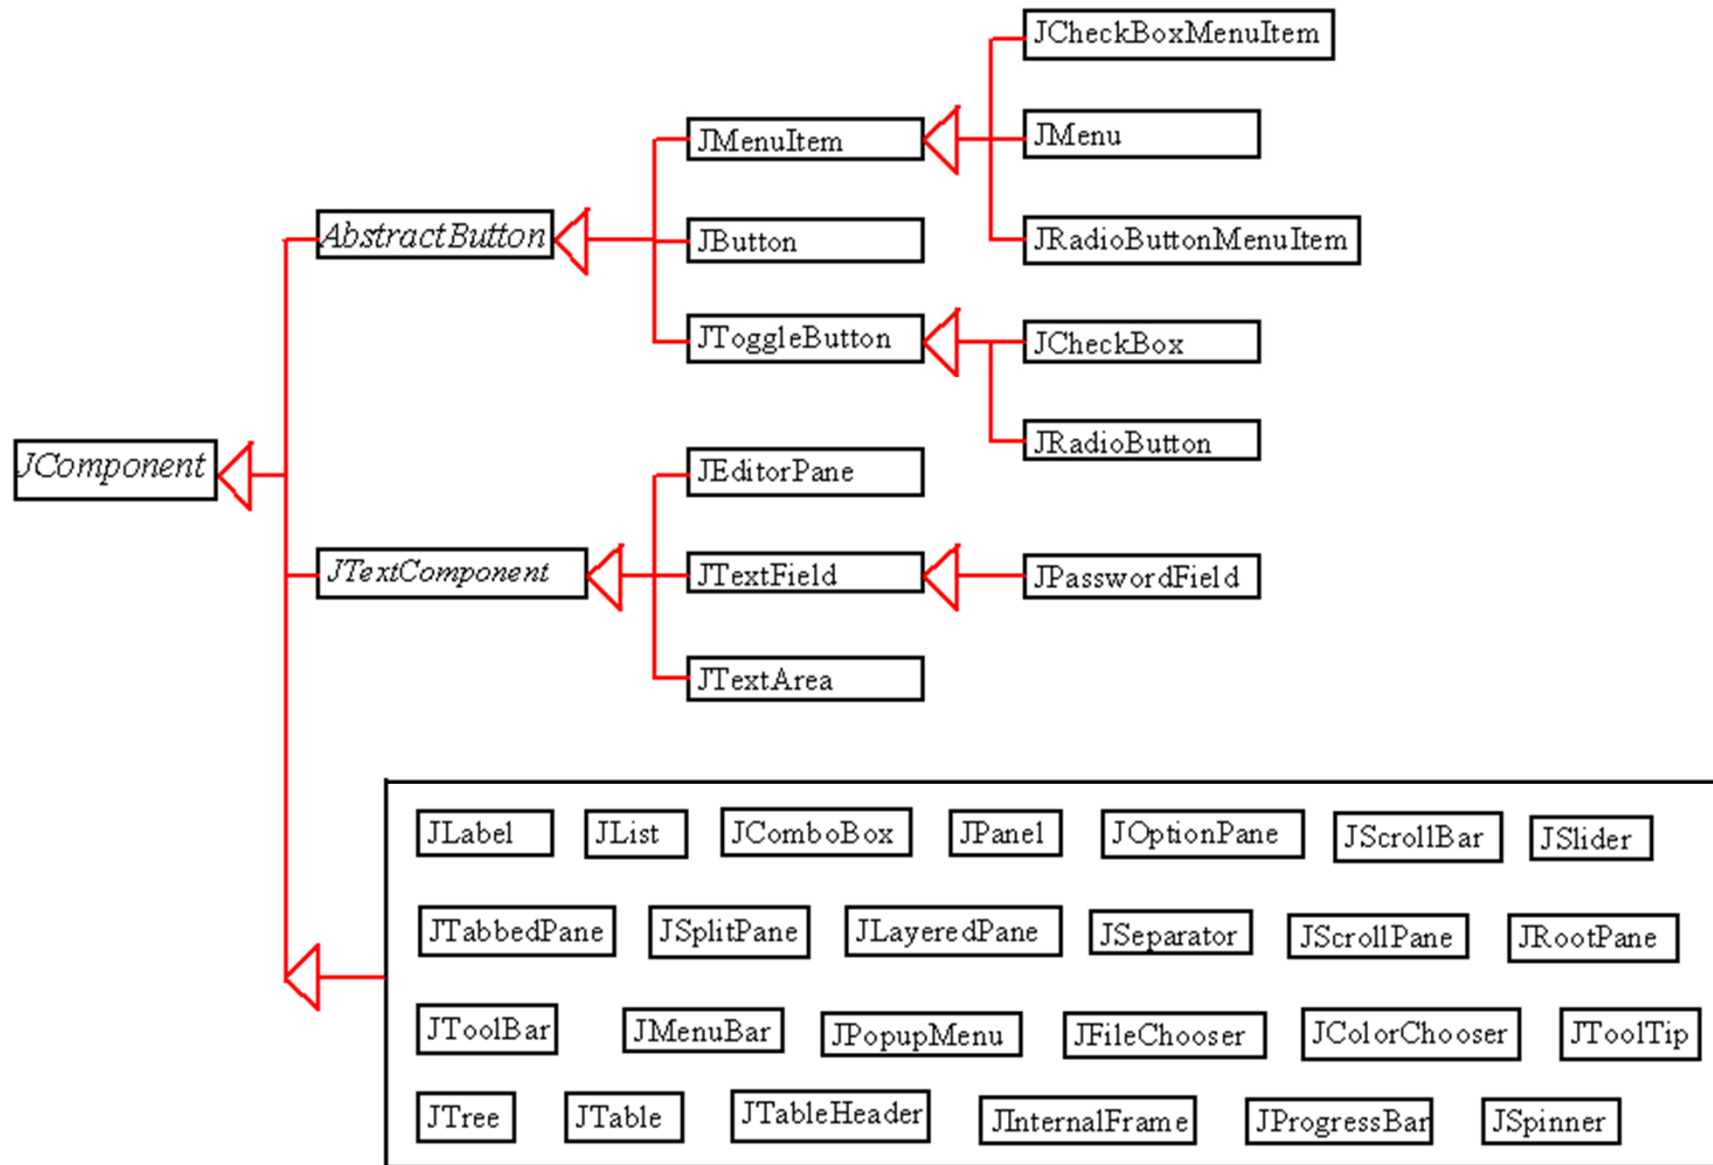 JCheckBoxMenuItem
JMenuItem
JMenu
AbstractButton
JButton
JRadioButtonMenuItem
JToggleButton
JCheckBox
JRadioButton
JComponent
JEditorPane
JTextComponent
JTextField
JPasswordField
JTextArea
JLabel JList JComboBox JPanel JOptionPane JScrollBar JSlider
JTabbedPane JSplitPane JLayeredPane JSeparator JScrollPane JRootPane
JToolBar JMenuBar JPopupMenu JFileChooser JColorChooser JToolTip
JTree JTable JTableHeader JInternalFrame JProgressBar JSpinner